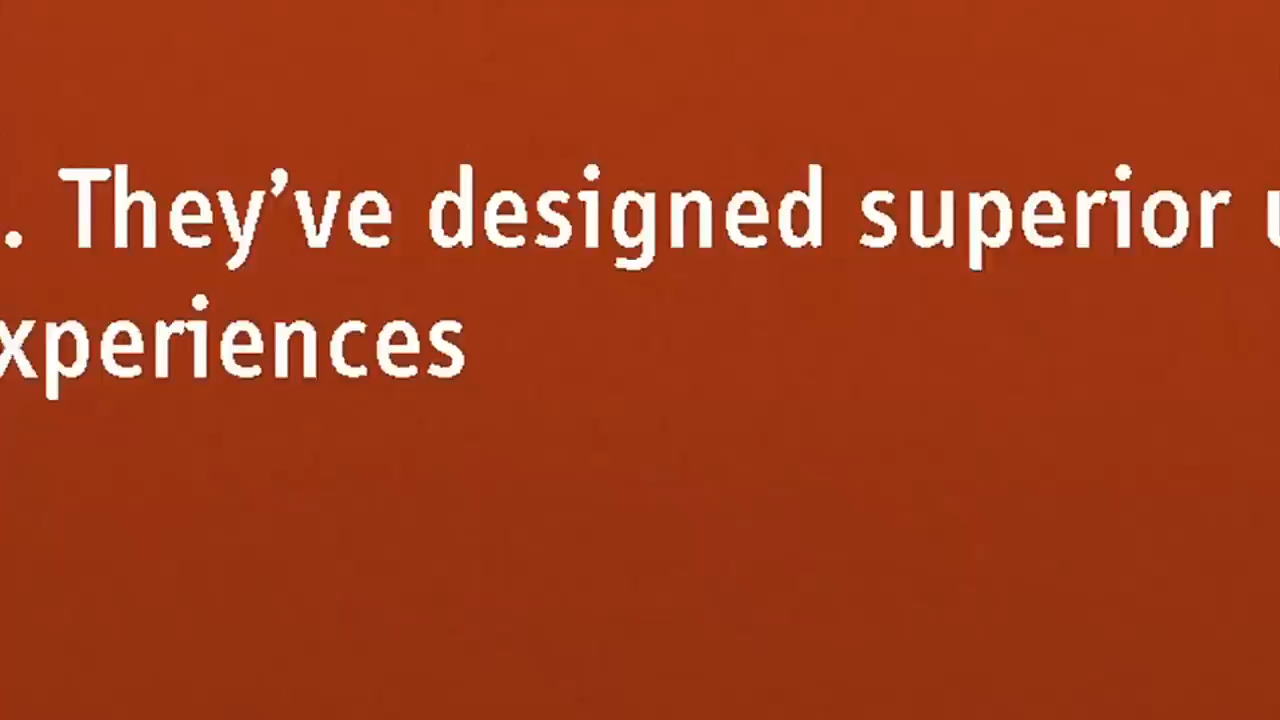 . They’ve designed superior
xperiences